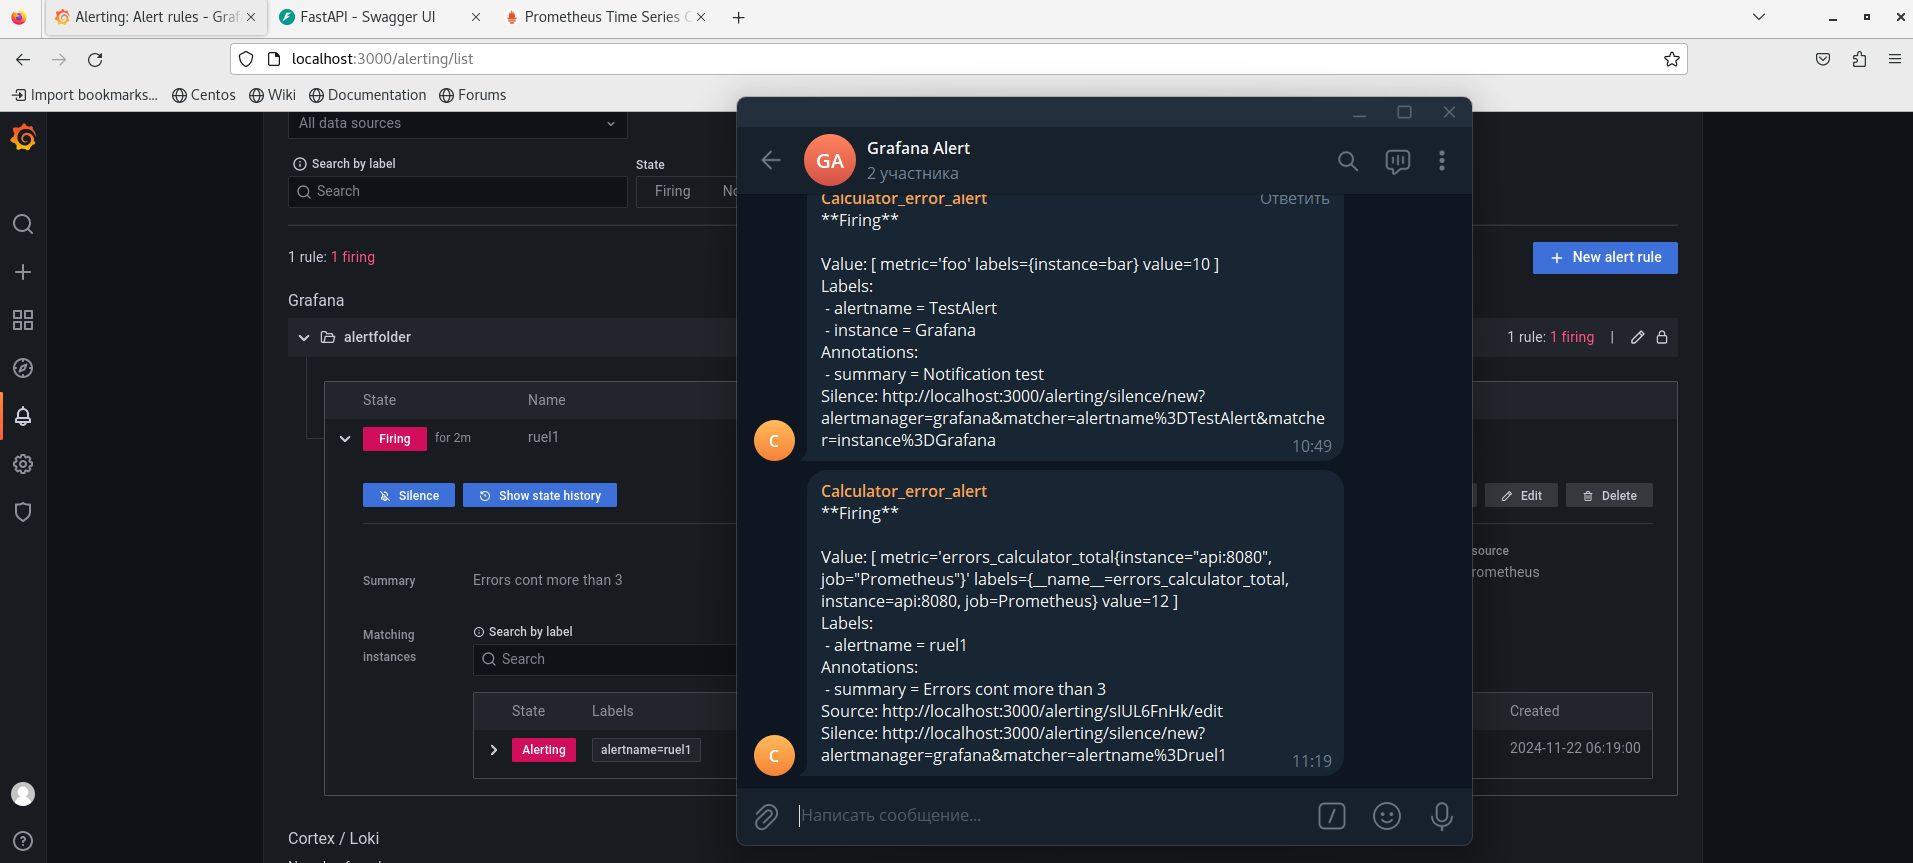 Alerting: Alert rules - Graf
FastAPI - Swagger UI
Prometheus Time Series C
localhost:3000/alerting/list
Import bookmarks...
Centos
Wiki
Documentation
Forums
All data sources
Search by label
State
Search
Firing
No
1 rule: 1 firing
New alert rule
Grafana
alertfolder
1 rule: 1 firing
State
Name
Firing
for 2m
ruel1
Silence
Show state history
Edit
Delete
source
rometheus
Summary
Errors cont more than 3
Matching
instances
Search by label
Search
State
Labels
Created
Alerting
alertname=ruel1
2024-11-22 06:19:00
Cortex / Loki
GA
Grafana Alert
2 участника
Calculator_error_alert
Ответить
**Firing**
Value: [ metric='foo' labels={instance=bar} value=10 ]
Labels:
- alertname = TestAlert
- instance = Grafana
Annotations:
- summary = Notification test
Silence: http://localhost:3000/alerting/silence/new?
alertmanager=grafana&matcher=alertname%3DTestAlert&matche
r=instance%3DGrafana
10:49
C
Calculator_error_alert
**Firing**
Value: [ metric='errors_calculator_total{instance="api:8080",
job="Prometheus"}' labels={__name__=errors_calculator_total,
instance=api:8080, job=Prometheus} value=12 ]
Labels:
- alertname = ruel1
Annotations:
- summary = Errors cont more than 3
Source: http://localhost:3000/alerting/sIUL6FnHk/edit
Silence: http://localhost:3000/alerting/silence/new?
alertmanager=grafana&matcher=alertname%3Druel1
11:19
C
Написать сообщение...